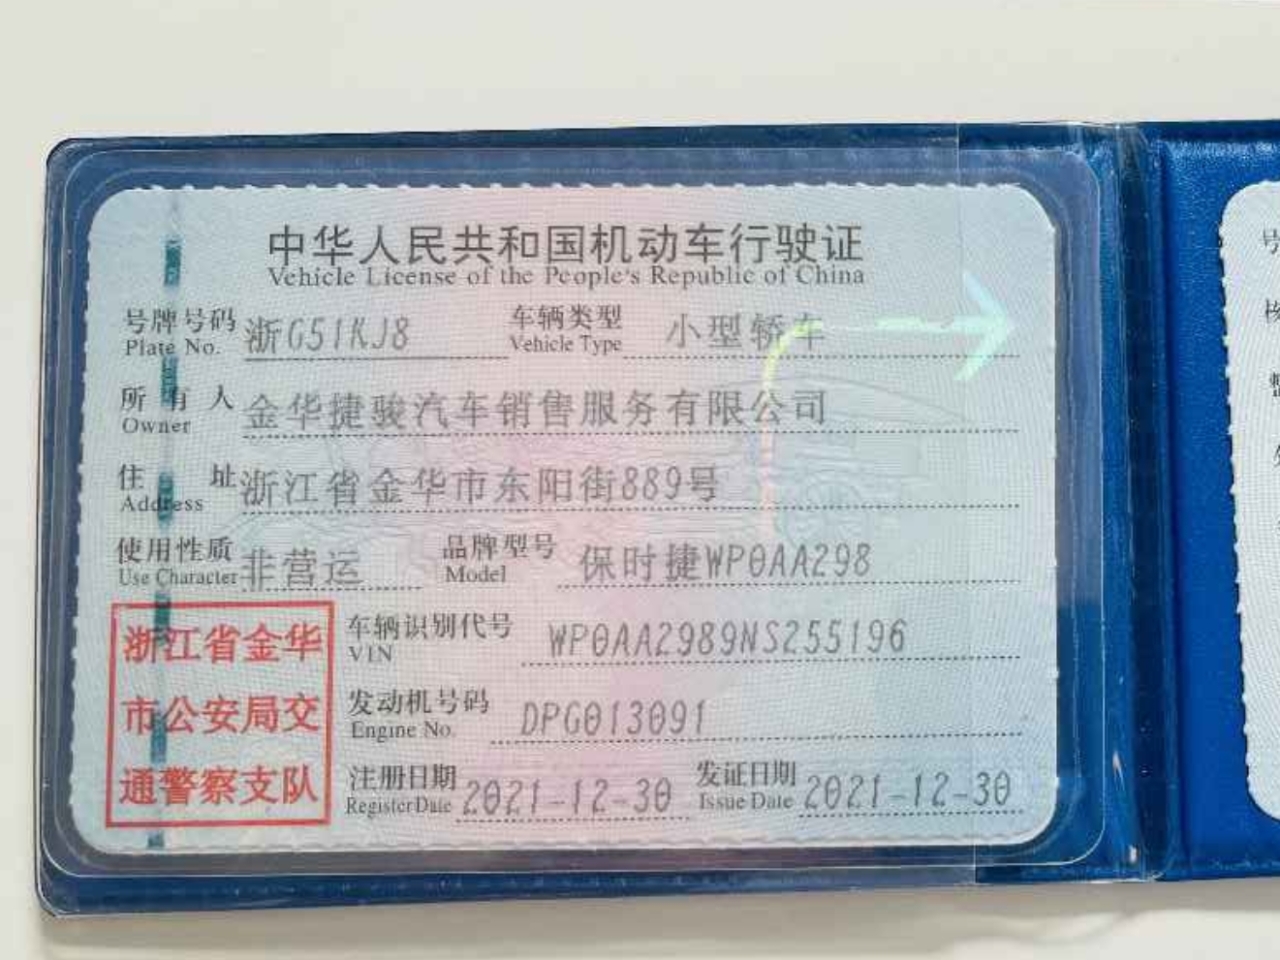 中华人民共和国机动车行驶证
Vehicle License of the People's Republic of China
号牌号码 浙G51KJ8 车辆类型 小型轿车
Plate No. Vehicle Type
所有人 金华捷骏汽车销售服务有限公司
Owner
住址 浙江省金华市东阳街889号
Address
使用性质 非营运 品牌型号 保时捷WP0AA298
Use Character Model
浙江省金华
市公安局交
通警察支队
车辆识别代号 WP0AA2989NS255196
VIN
发动机号码 DPG013091
Engine No.
注册日期 2021-12-30 发证日期 2021-12-30
Register Date Issue Date
号
核